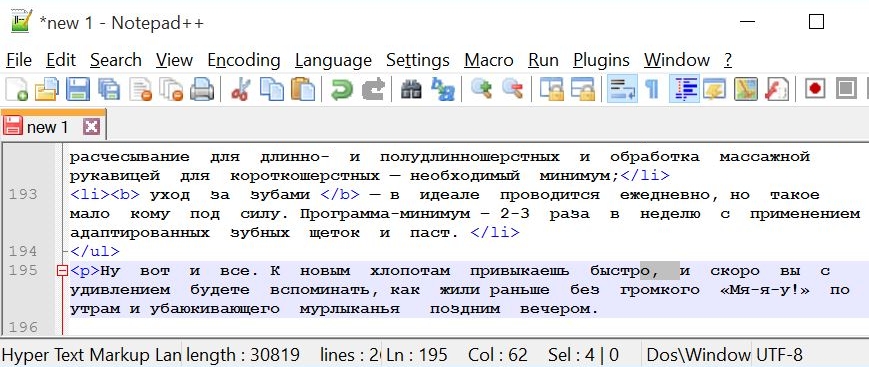 *new 1 - Notepad++
File Edit Search View Encoding Language Settings Macro Run Plugins Window ?
new 1
расчесывание для длинно- и полудлинношерстных и обработка массажной
рукавицей для короткошерстных — необходимый минимум;</li>
193 <li><b> уход за зубами </b> — в идеале проводится ежедневно, но такое
мало кому под силу. Программа-минимум – 2-3 раза в неделю с применением
адаптированных зубных щеток и паст. </li>
194 </ul>
195 <p>Ну вот и все. К новым хлопотам привыкаешь быстро, и скоро вы с
удивлением будете вспоминать, как жили раньше без громкого «Мя-я-у!» по
утрам и убаюкивающего мурлыканья поздним вечером.
196
Hyper Text Markup Lan length : 30819 lines : 2 Ln : 195 Col : 62 Sel : 4 | 0 Dos\Window UTF-8